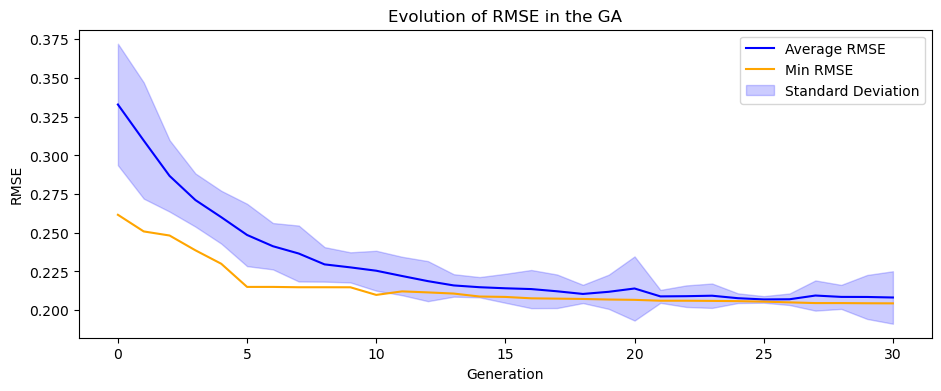 Evolution of RMSE in the GA
0.375
0.350
0.325
0.300
0.275
0.250
0.225
0.200
RMSE
Average RMSE
Min RMSE
Standard Deviation
0 5 10 15 20 25 30
Generation